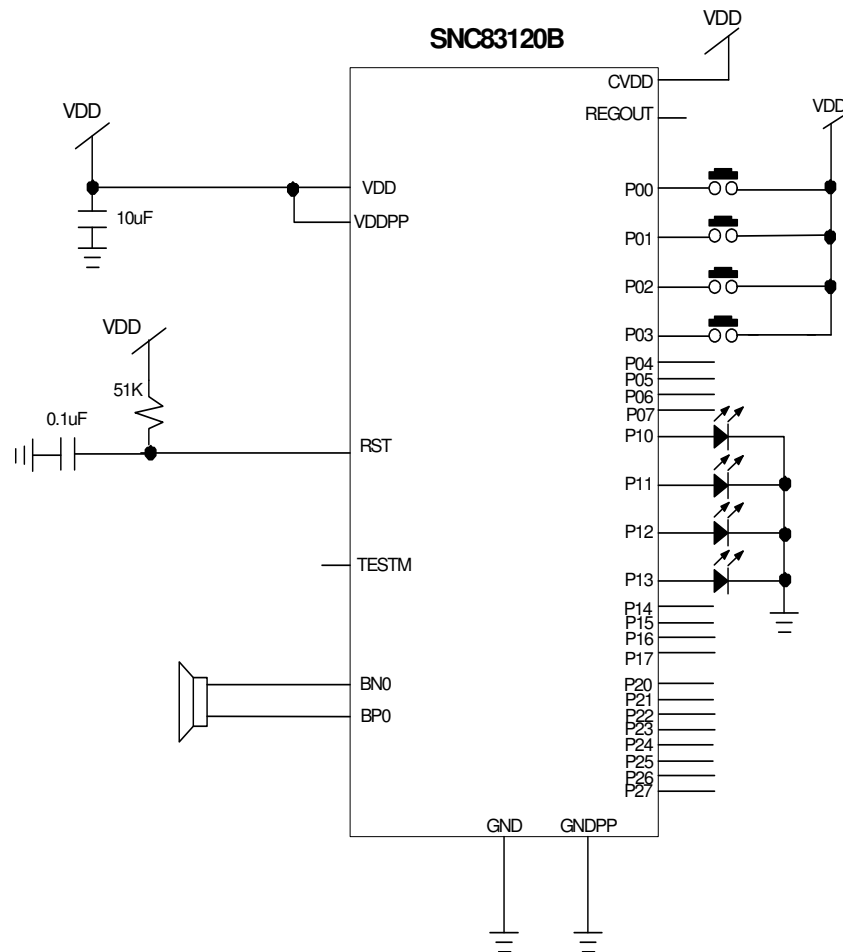 SNC83120B
VDD
CVDD
REGOUT
VDD
VDD
VDD
VDDPP
10uF
P00
P01
P02
P03
VDD
51K
0.1uF
RST
P04
P05
P06
P07
P10
P11
P12
P13
TESTM
P14
P15
P16
P17
BN0
BP0
P20
P21
P22
P23
P24
P25
P26
P27
GND
GNDPP